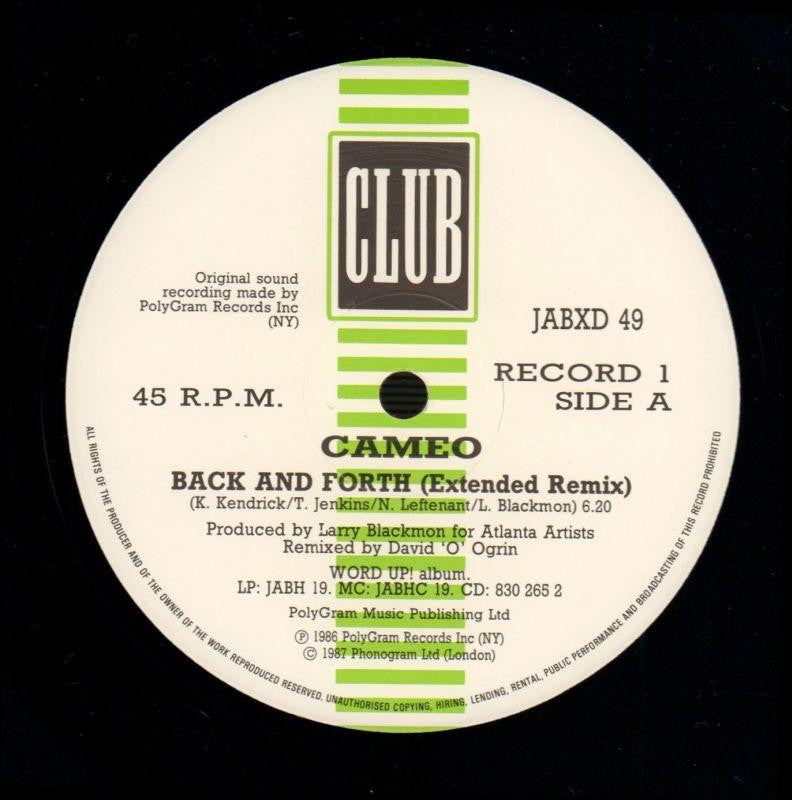 CLUB
Original sound
recording made by
PolyGram Records Inc
(NY)
JABXD 49
45 R.P.M.
RECORD 1
SIDE A
CAMEO
BACK AND FORTH (Extended Remix)
(K. Kendrick/T. Jenkins/N. Leftenant/L. Blackmon) 6.20
Produced by Larry Blackmon for Atlanta Artists
Remixed by David 'O' Ogrin
WORD UP! album.
LP: JABH 19. MC: JABHC 19. CD: 830 265 2
PolyGram Music Publishing Ltd
Ⓟ 1986 PolyGram Records Inc (NY)
© 1987 Phonogram Ltd (London)
ALL RIGHTS OF THE PRODUCER AND OF THE OWNER OF THE WORK REPRODUCED RESERVED. UNAUTHORISED COPYING, HIRING, LENDING, RENTAL, PUBLIC PERFORMANCE AND BROADCASTING OF THIS RECORD PROHIBITED